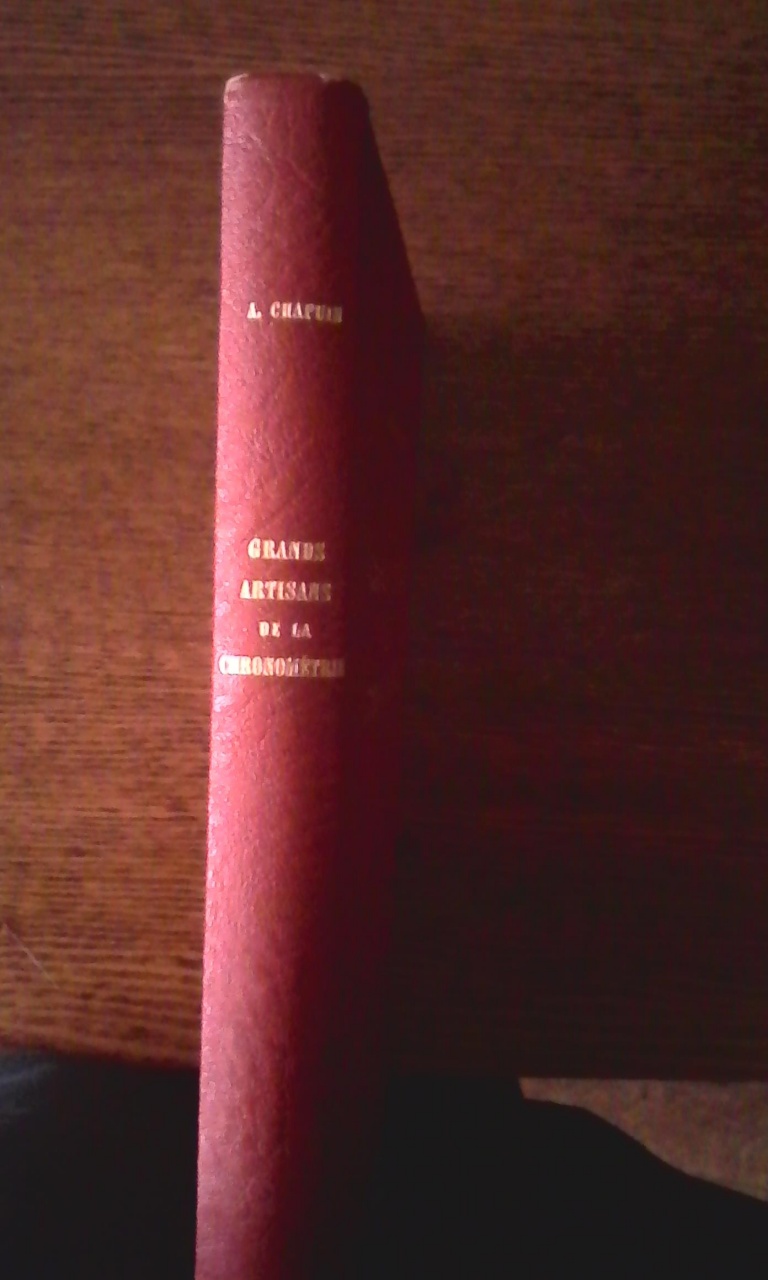 A. CHAPUIS
GRANDS
ARTISANS
DE LA
CHRONOMÉTRIE